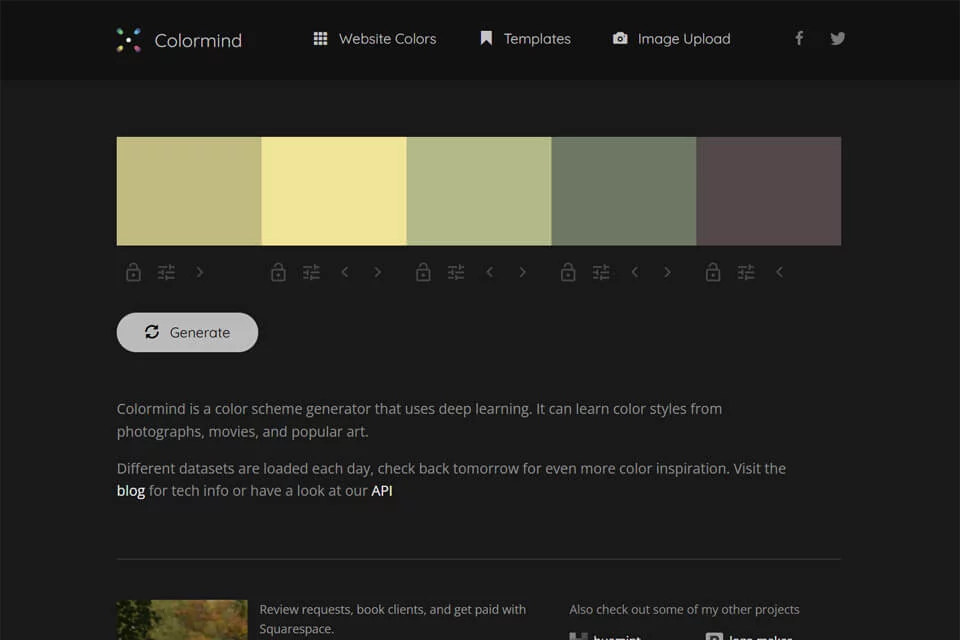 Colormind
Website Colors
Templates
Image Upload
Generate
Colormind is a color scheme generator that uses deep learning. It can learn color styles from
photographs, movies, and popular art.
Different datasets are loaded each day, check back tomorrow for even more color inspiration. Visit the
blog for tech info or have a look at our API
Review requests, book clients, and get paid with
Squarespace.
Also check out some of my other projects
huemint
logo maker